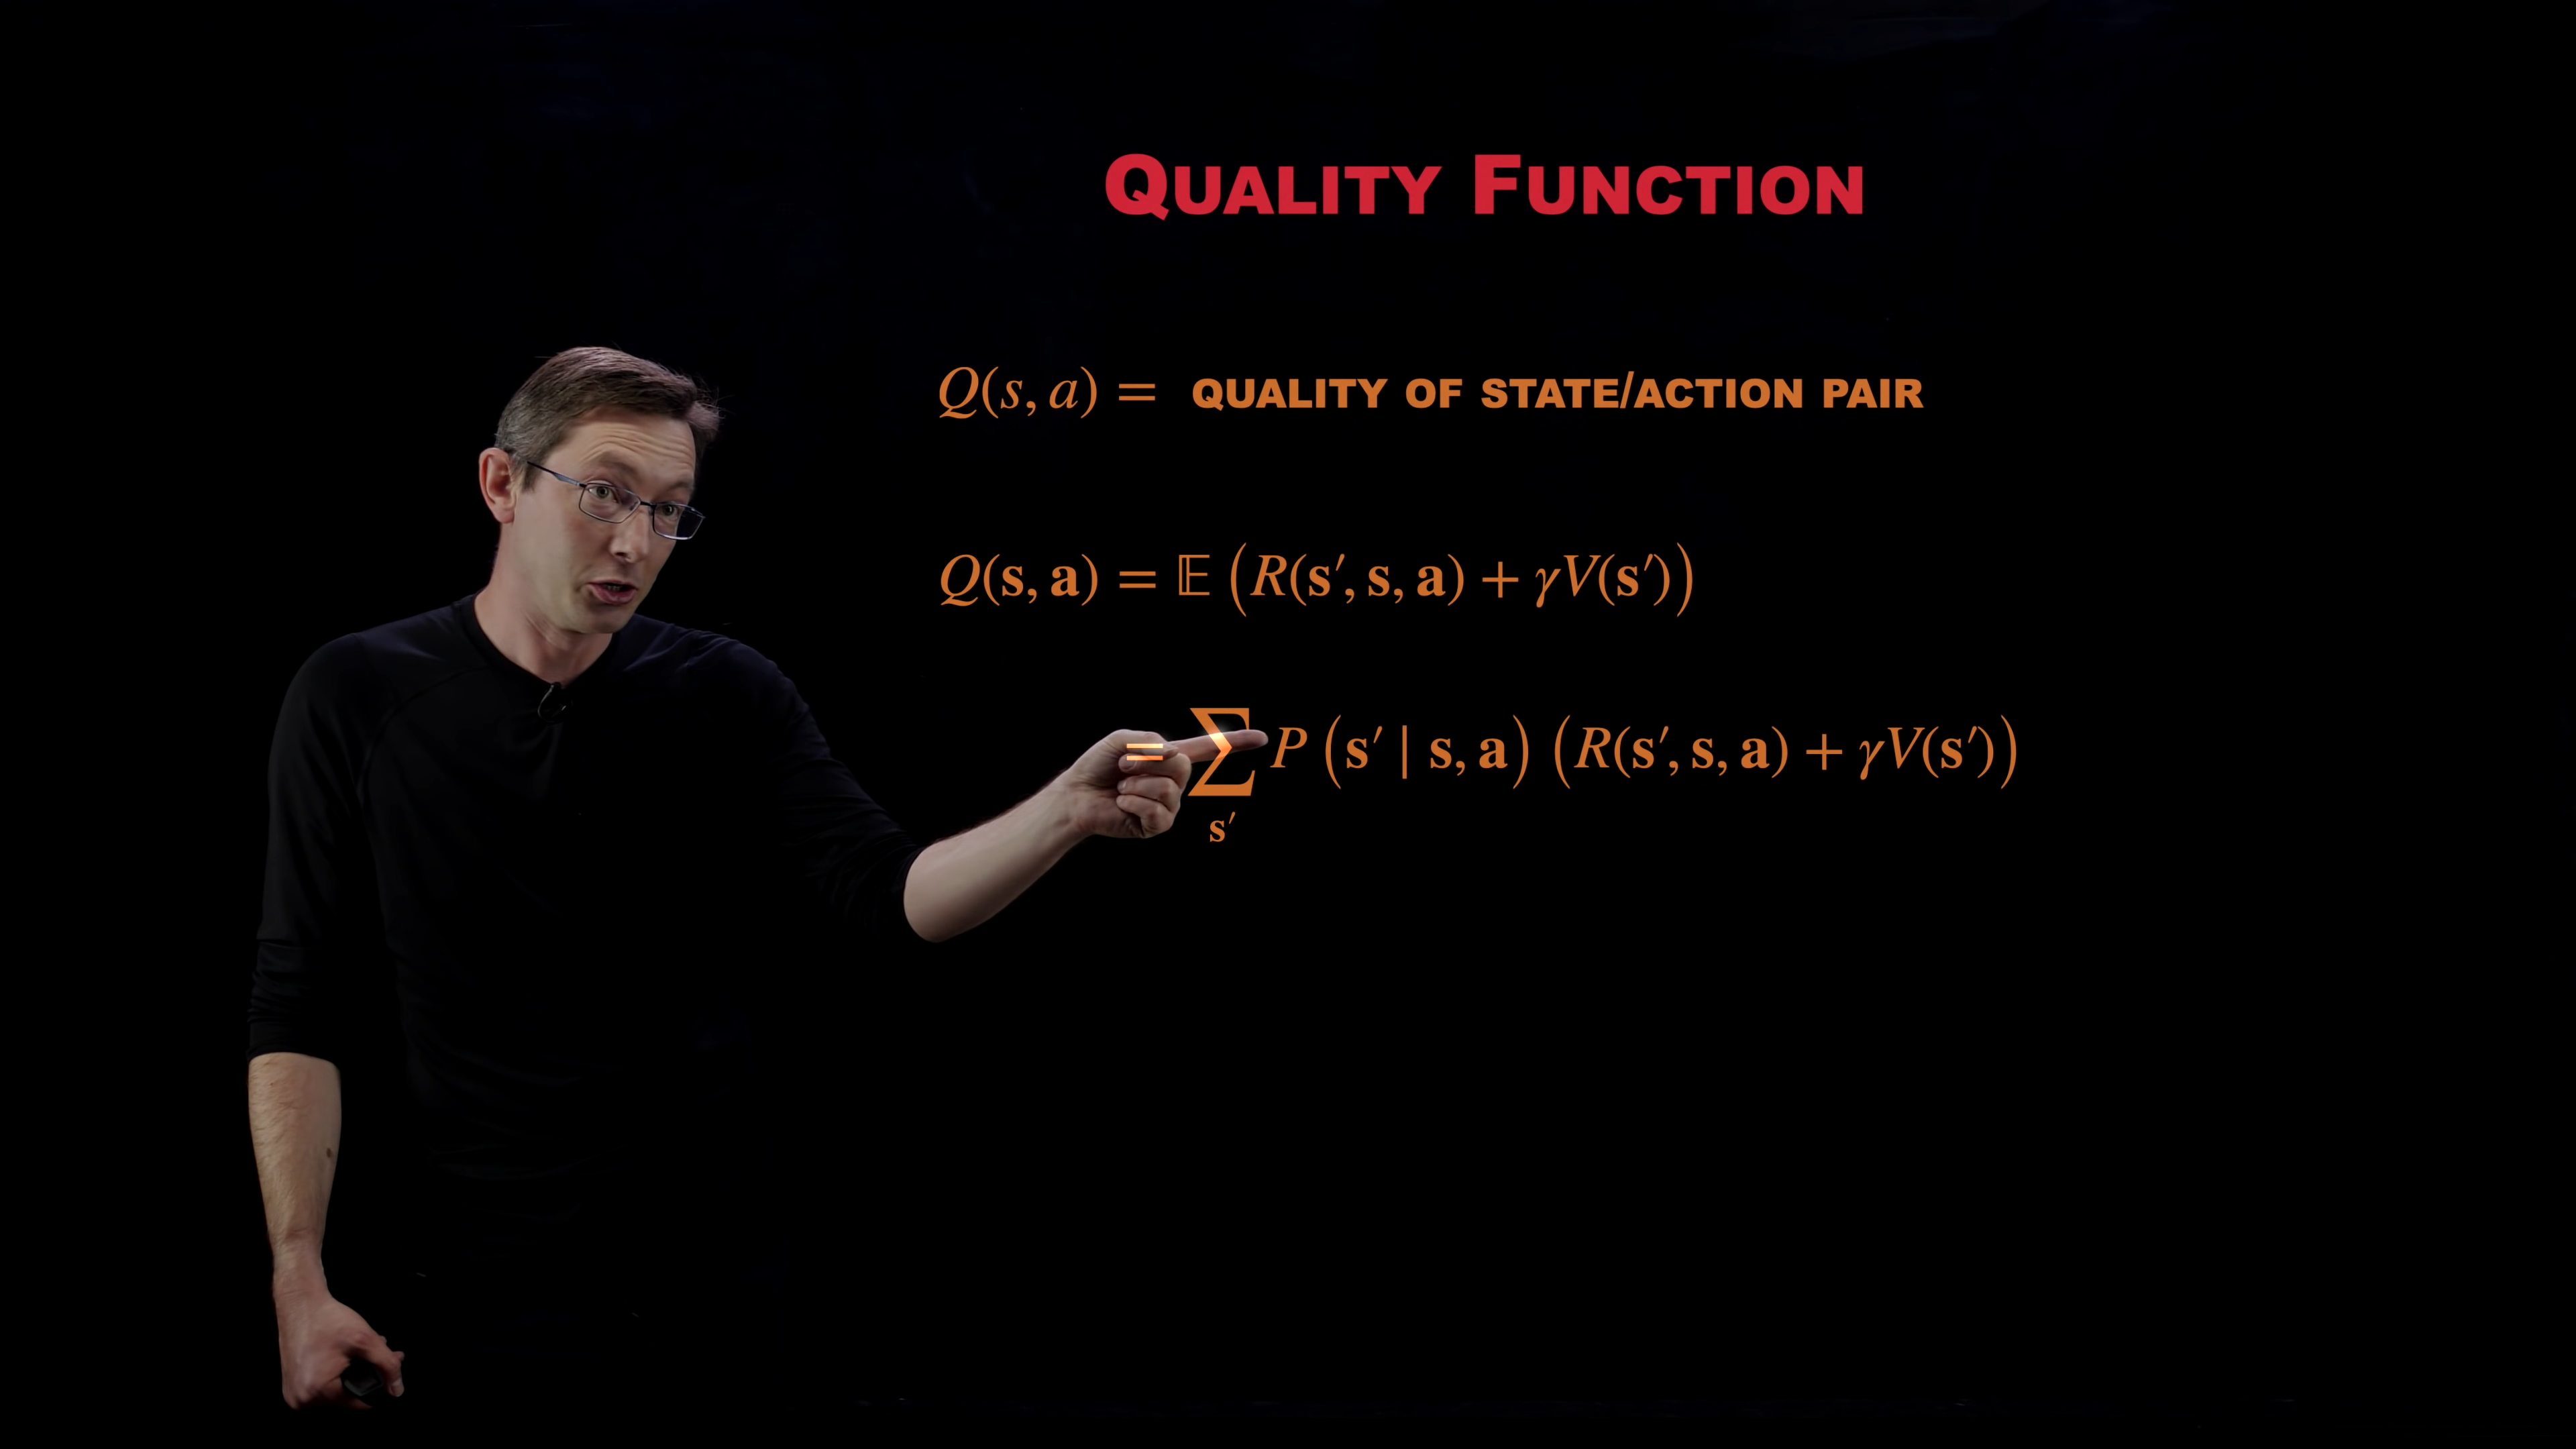 QUALITY FUNCTION
Q(s, a) = QUALITY OF STATE/ACTION PAIR
Q(s, a) = 𝔼 (R(s′, s, a) + γV(s′))
= ∑ P (s′ | s, a) (R(s′, s, a) + γV(s′))
s′